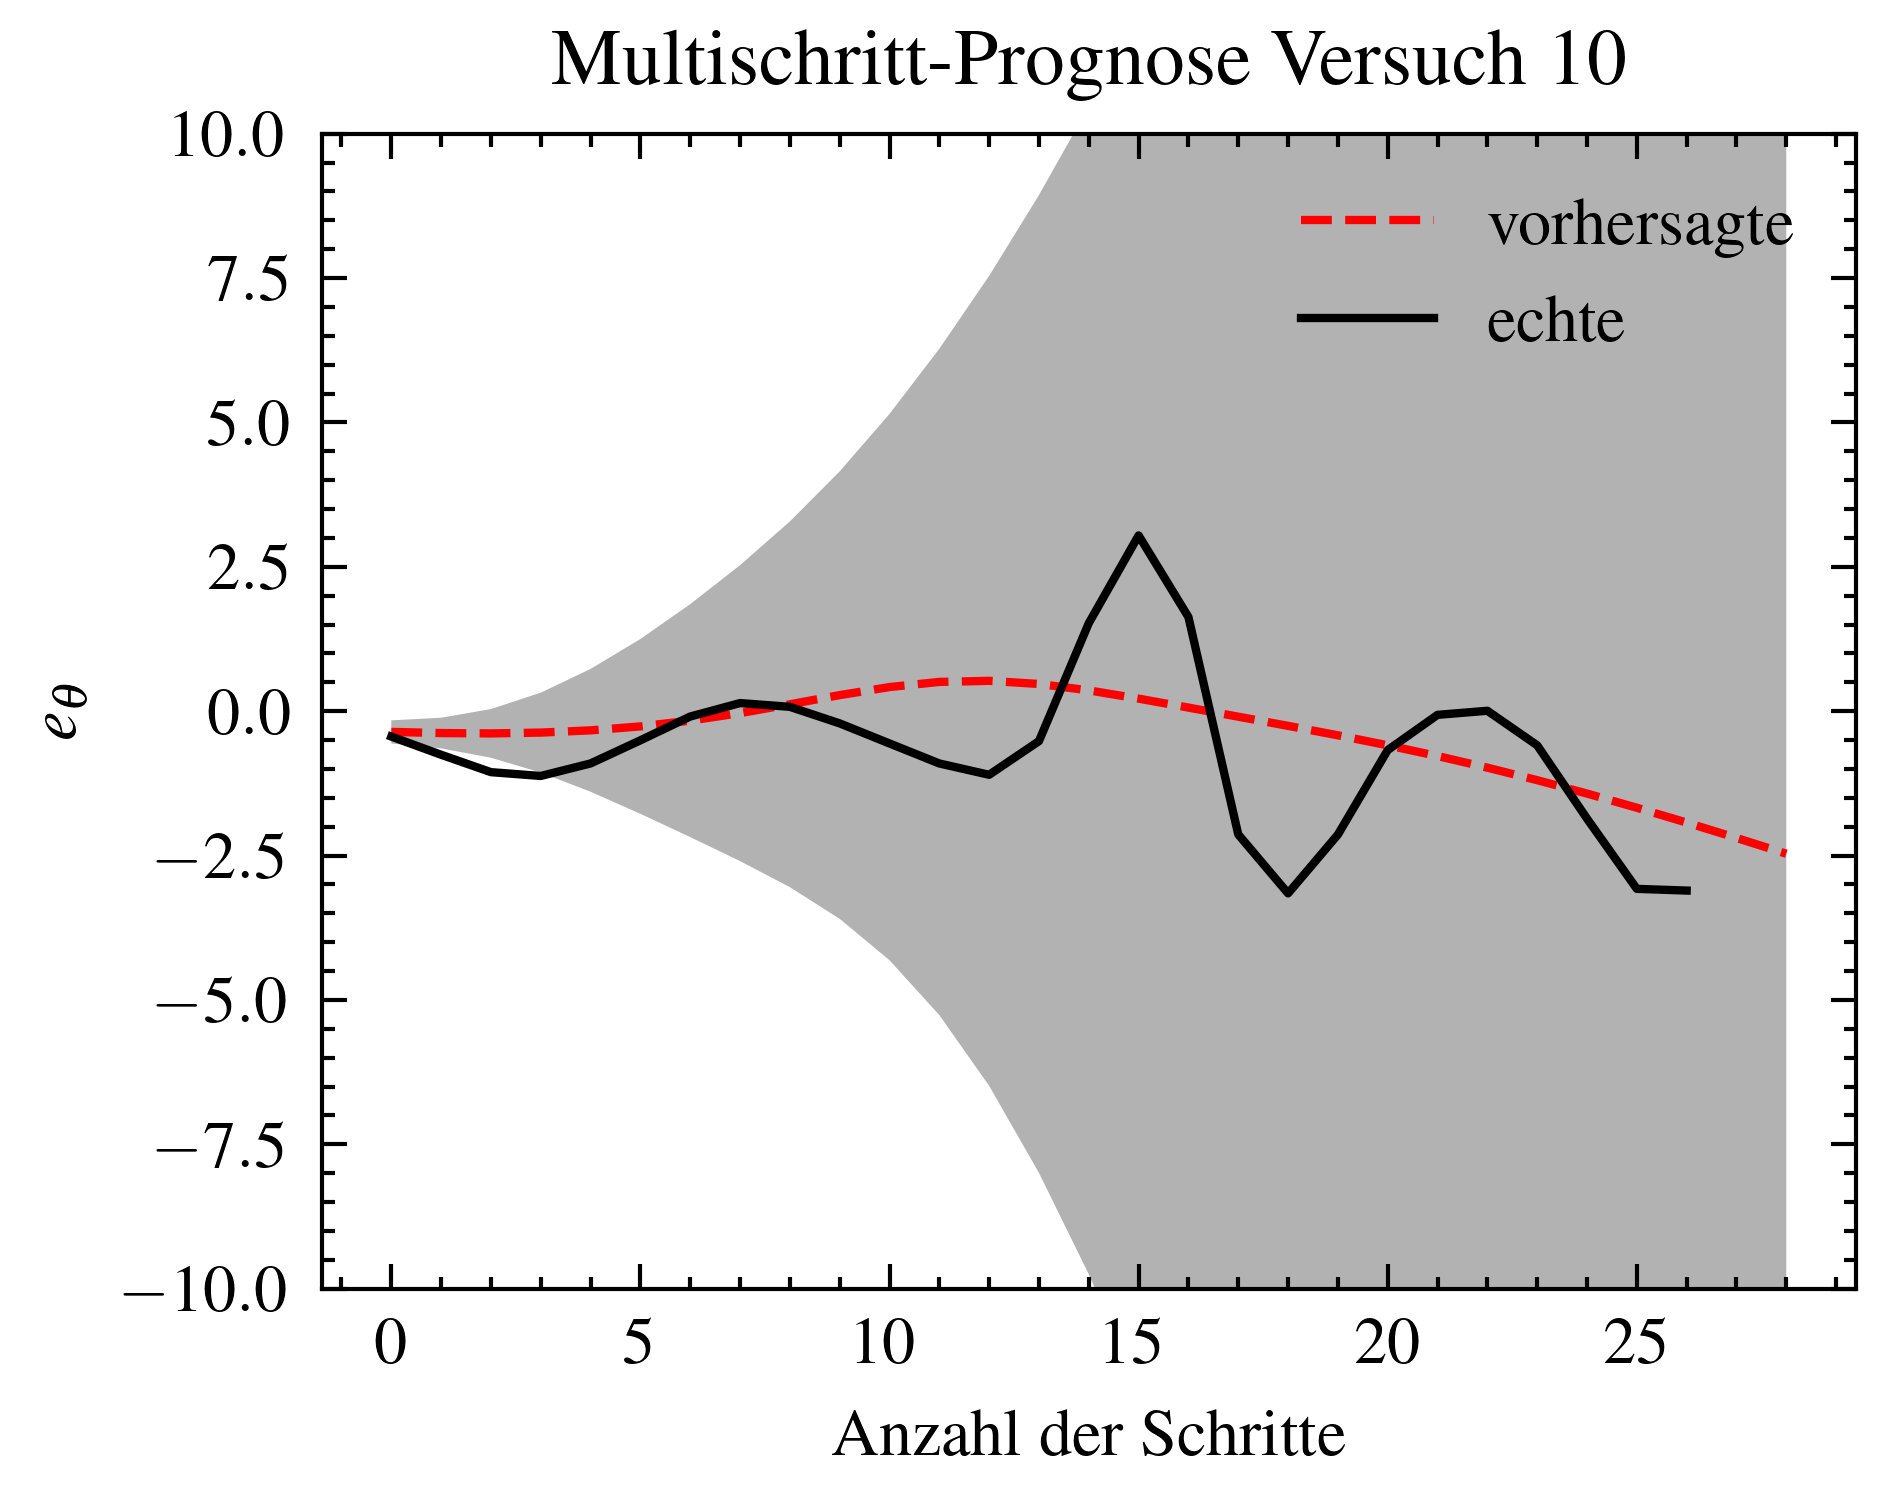 Multischritt-Prognose Versuch 10
10.0
7.5
5.0
2.5
0.0
−2.5
−5.0
−7.5
−10.0
e_θ
vorhersagte
echte
0 5 10 15 20 25
Anzahl der Schritte